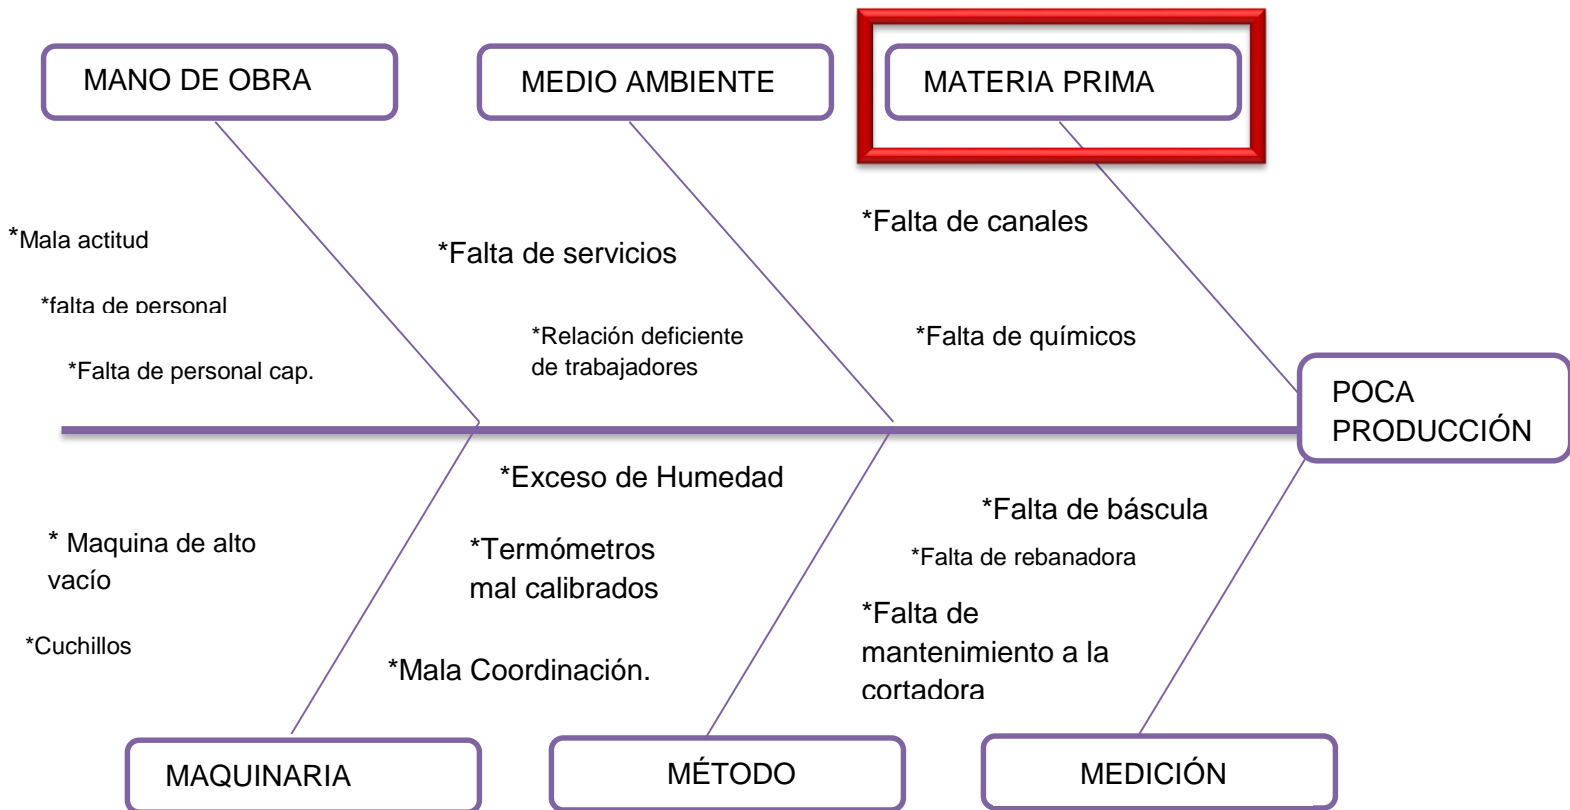 MANO DE OBRA
MEDIO AMBIENTE
MATERIA PRIMA
*Mala actitud
*falta de personal
*Falta de personal cap.
*Falta de servicios
*Relación deficiente
de trabajadores
*Falta de canales
*Falta de químicos
POCA
PRODUCCIÓN
* Maquina de alto
vacío
*Cuchillos
*Exceso de Humedad
*Termómetros
mal calibrados
*Mala Coordinación.
*Falta de báscula
*Falta de rebanadora
*Falta de
mantenimiento a la
cortadora
MAQUINARIA
MÉTODO
MEDICIÓN